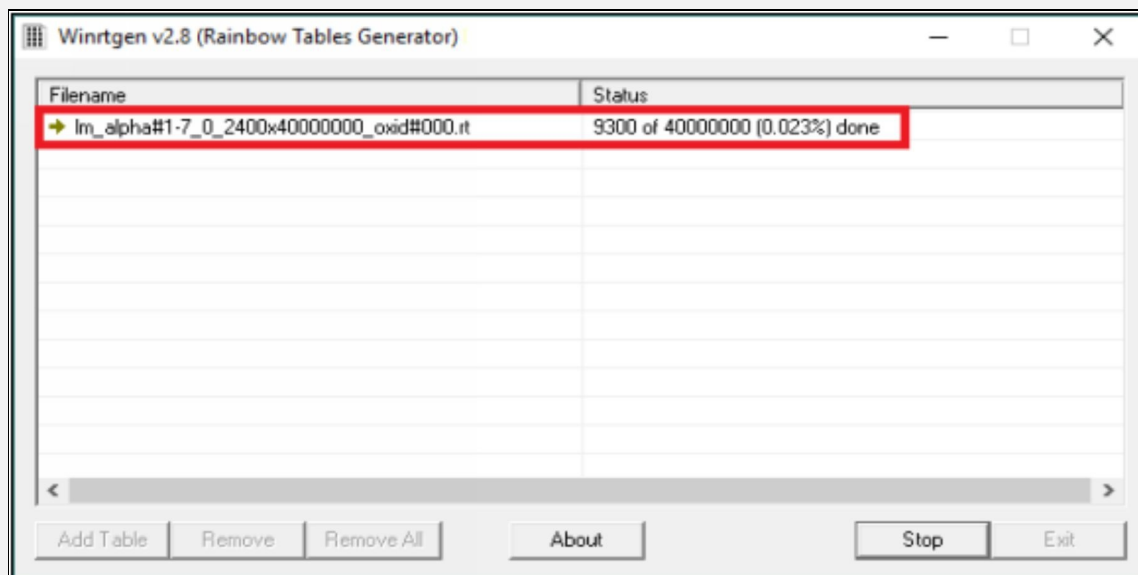 Winrtgen v2.8 (Rainbow Tables Generator)
Filename Status
lm_alpha#1-7_0_2400x40000000_oxid#000.rt 9300 of 40000000 (0.023%) done
Add Table Remove Remove All About Stop Exit